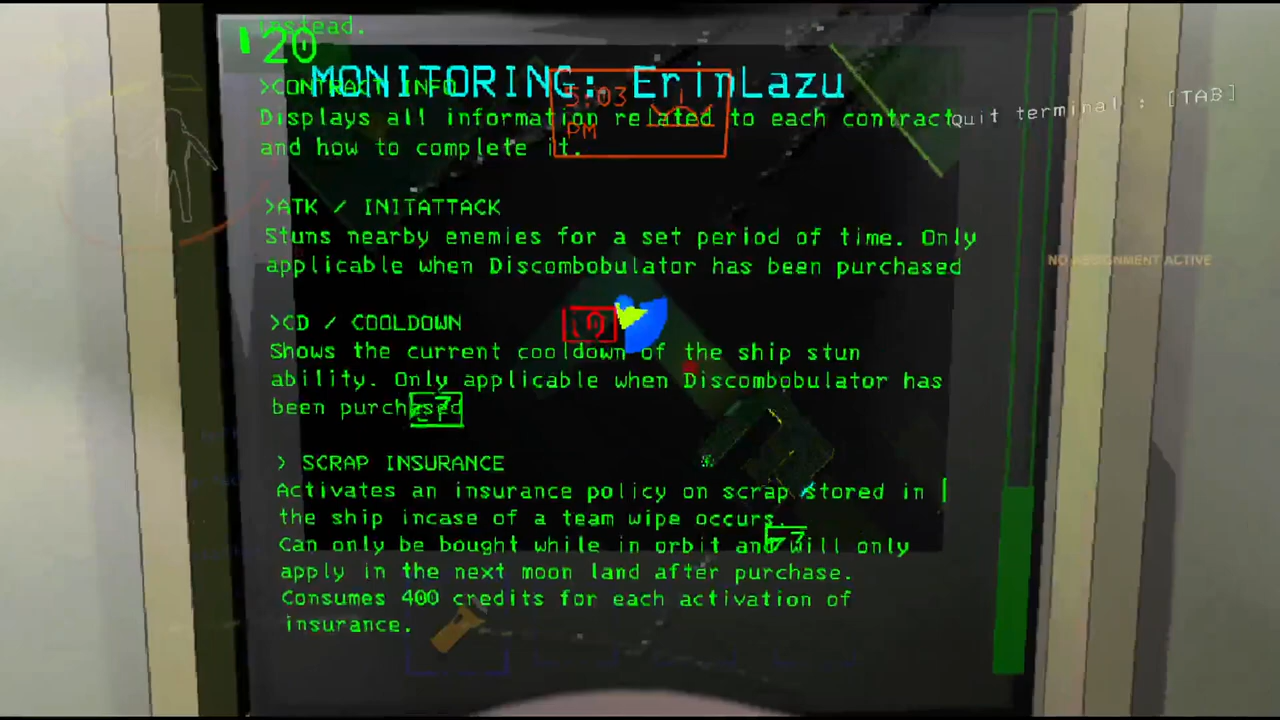 instead.
20
MONITORING: ErinLazu
>CONTRACT INFO
5:03
PM
Displays all information related to each contract
and how to complete it.
Quit terminal : [TAB]
>ATK / INITATTACK
Stuns nearby enemies for a set period of time. Only
applicable when Discombobulator has been purchased
NO ASSIGNMENT ACTIVE
>CD / COOLDOWN
Shows the current cooldown of the ship stun
ability. Only applicable when Discombobulator has
been purchased
> SCRAP INSURANCE
Activates an insurance policy on scrap stored in
the ship incase of a team wipe occurs.
Can only be bought while in orbit and will only
apply in the next moon land after purchase.
Consumes 400 credits for each activation of
insurance.